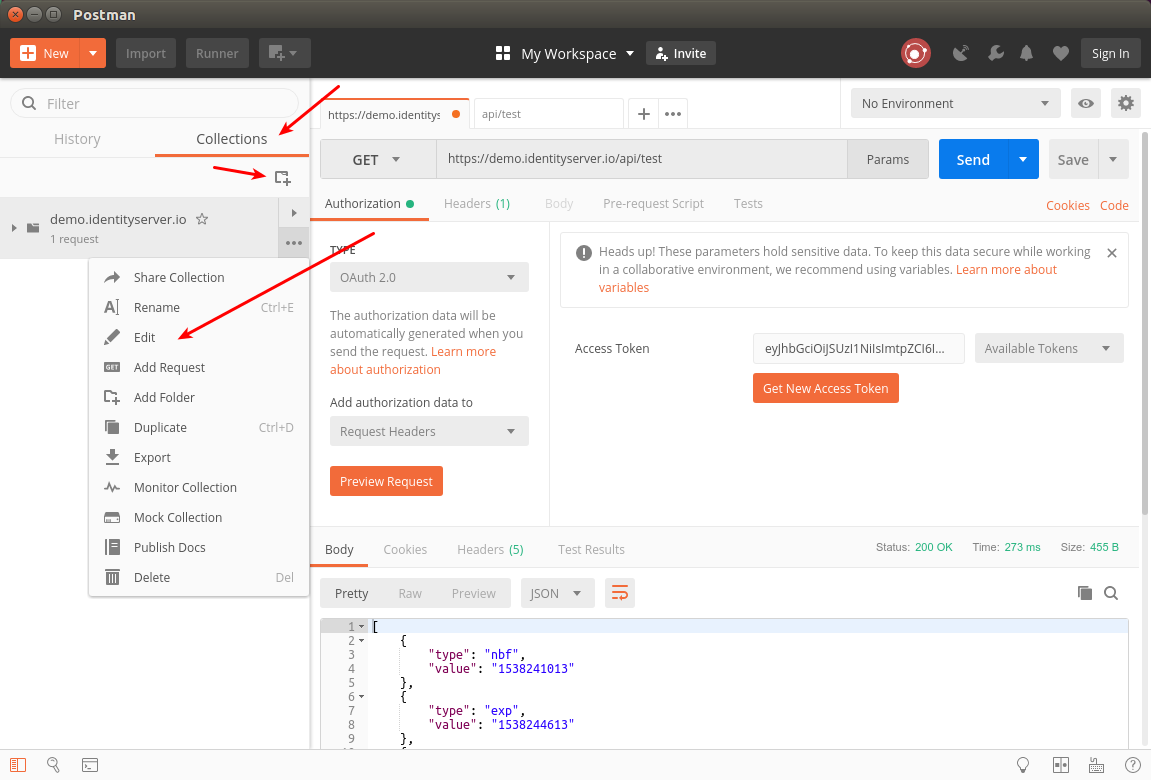 Postman
New
Import
Runner
My Workspace
Invite
Sign In
Filter
History
Collections
demo.identityserver.io
1 request
Share Collection
Rename Ctrl+E
Edit
GET Add Request
Add Folder
Duplicate Ctrl+D
Export
Monitor Collection
Mock Collection
Publish Docs
Delete Del
https://demo.identitys
api/test
No Environment
GET
https://demo.identityserver.io/api/test
Params
Send
Save
Authorization
Headers (1)
Body
Pre-request Script
Tests
Cookies
Code
TYPE
OAuth 2.0
The authorization data will be
automatically generated when you
send the request. Learn more
about authorization
Add authorization data to
Request Headers
Preview Request
Heads up! These parameters hold sensitive data. To keep this data secure while working
in a collaborative environment, we recommend using variables. Learn more about
variables
Access Token
eyJhbGciOiJSUzI1NiIsImtpZCI6I...
Available Tokens
Get New Access Token
Body
Cookies
Headers (5)
Test Results
Status: 200 OK
Time: 273 ms
Size: 455 B
Pretty
Raw
Preview
JSON
1 [
2 {
3 "type": "nbf",
4 "value": "1538241013"
5 },
6 {
7 "type": "exp",
8 "value": "1538244613"
9 },